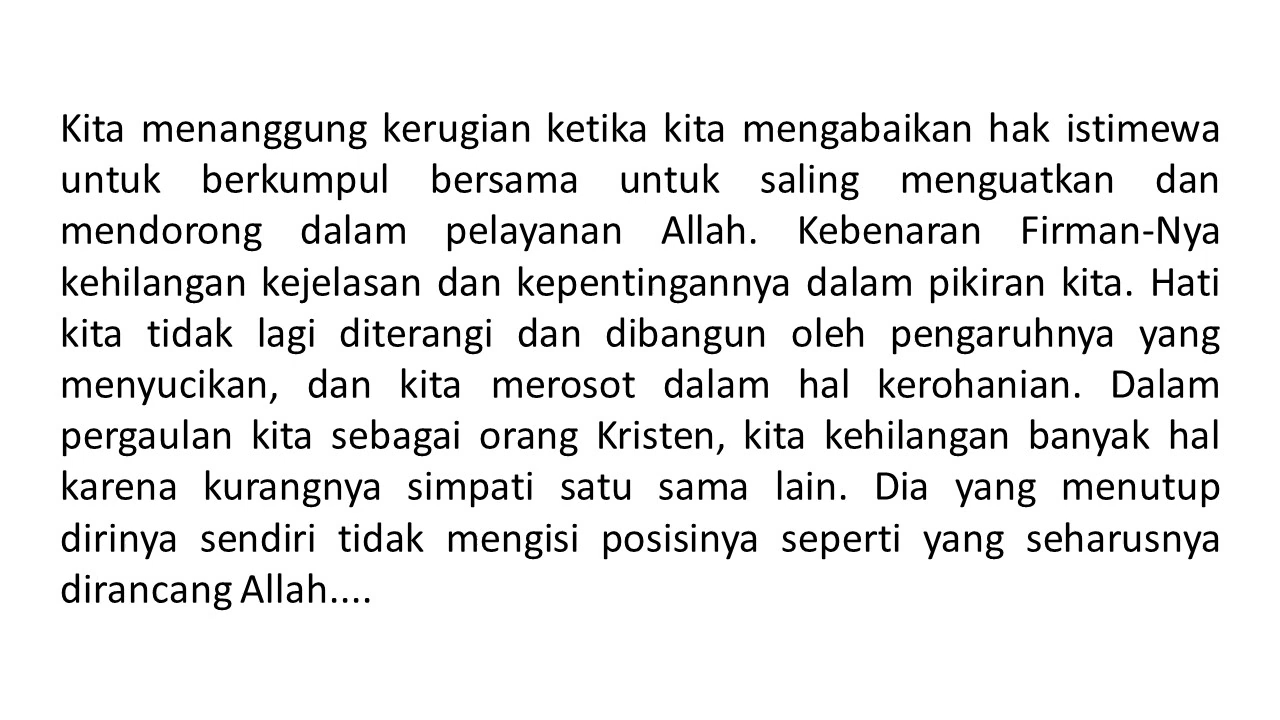 Kita menanggung kerugian ketika kita mengabaikan hak istimewa
untuk berkumpul bersama untuk saling menguatkan dan
mendorong dalam pelayanan Allah. Kebenaran Firman-Nya
kehilangan kejelasan dan kepentingannya dalam pikiran kita. Hati
kita tidak lagi diterangi dan dibangun oleh pengaruhnya yang
menyucikan, dan kita merosot dalam hal kerohanian. Dalam
pergaulan kita sebagai orang Kristen, kita kehilangan banyak hal
karena kurangnya simpati satu sama lain. Dia yang menutup
dirinya sendiri tidak mengisi posisinya seperti yang seharusnya
dirancang Allah....